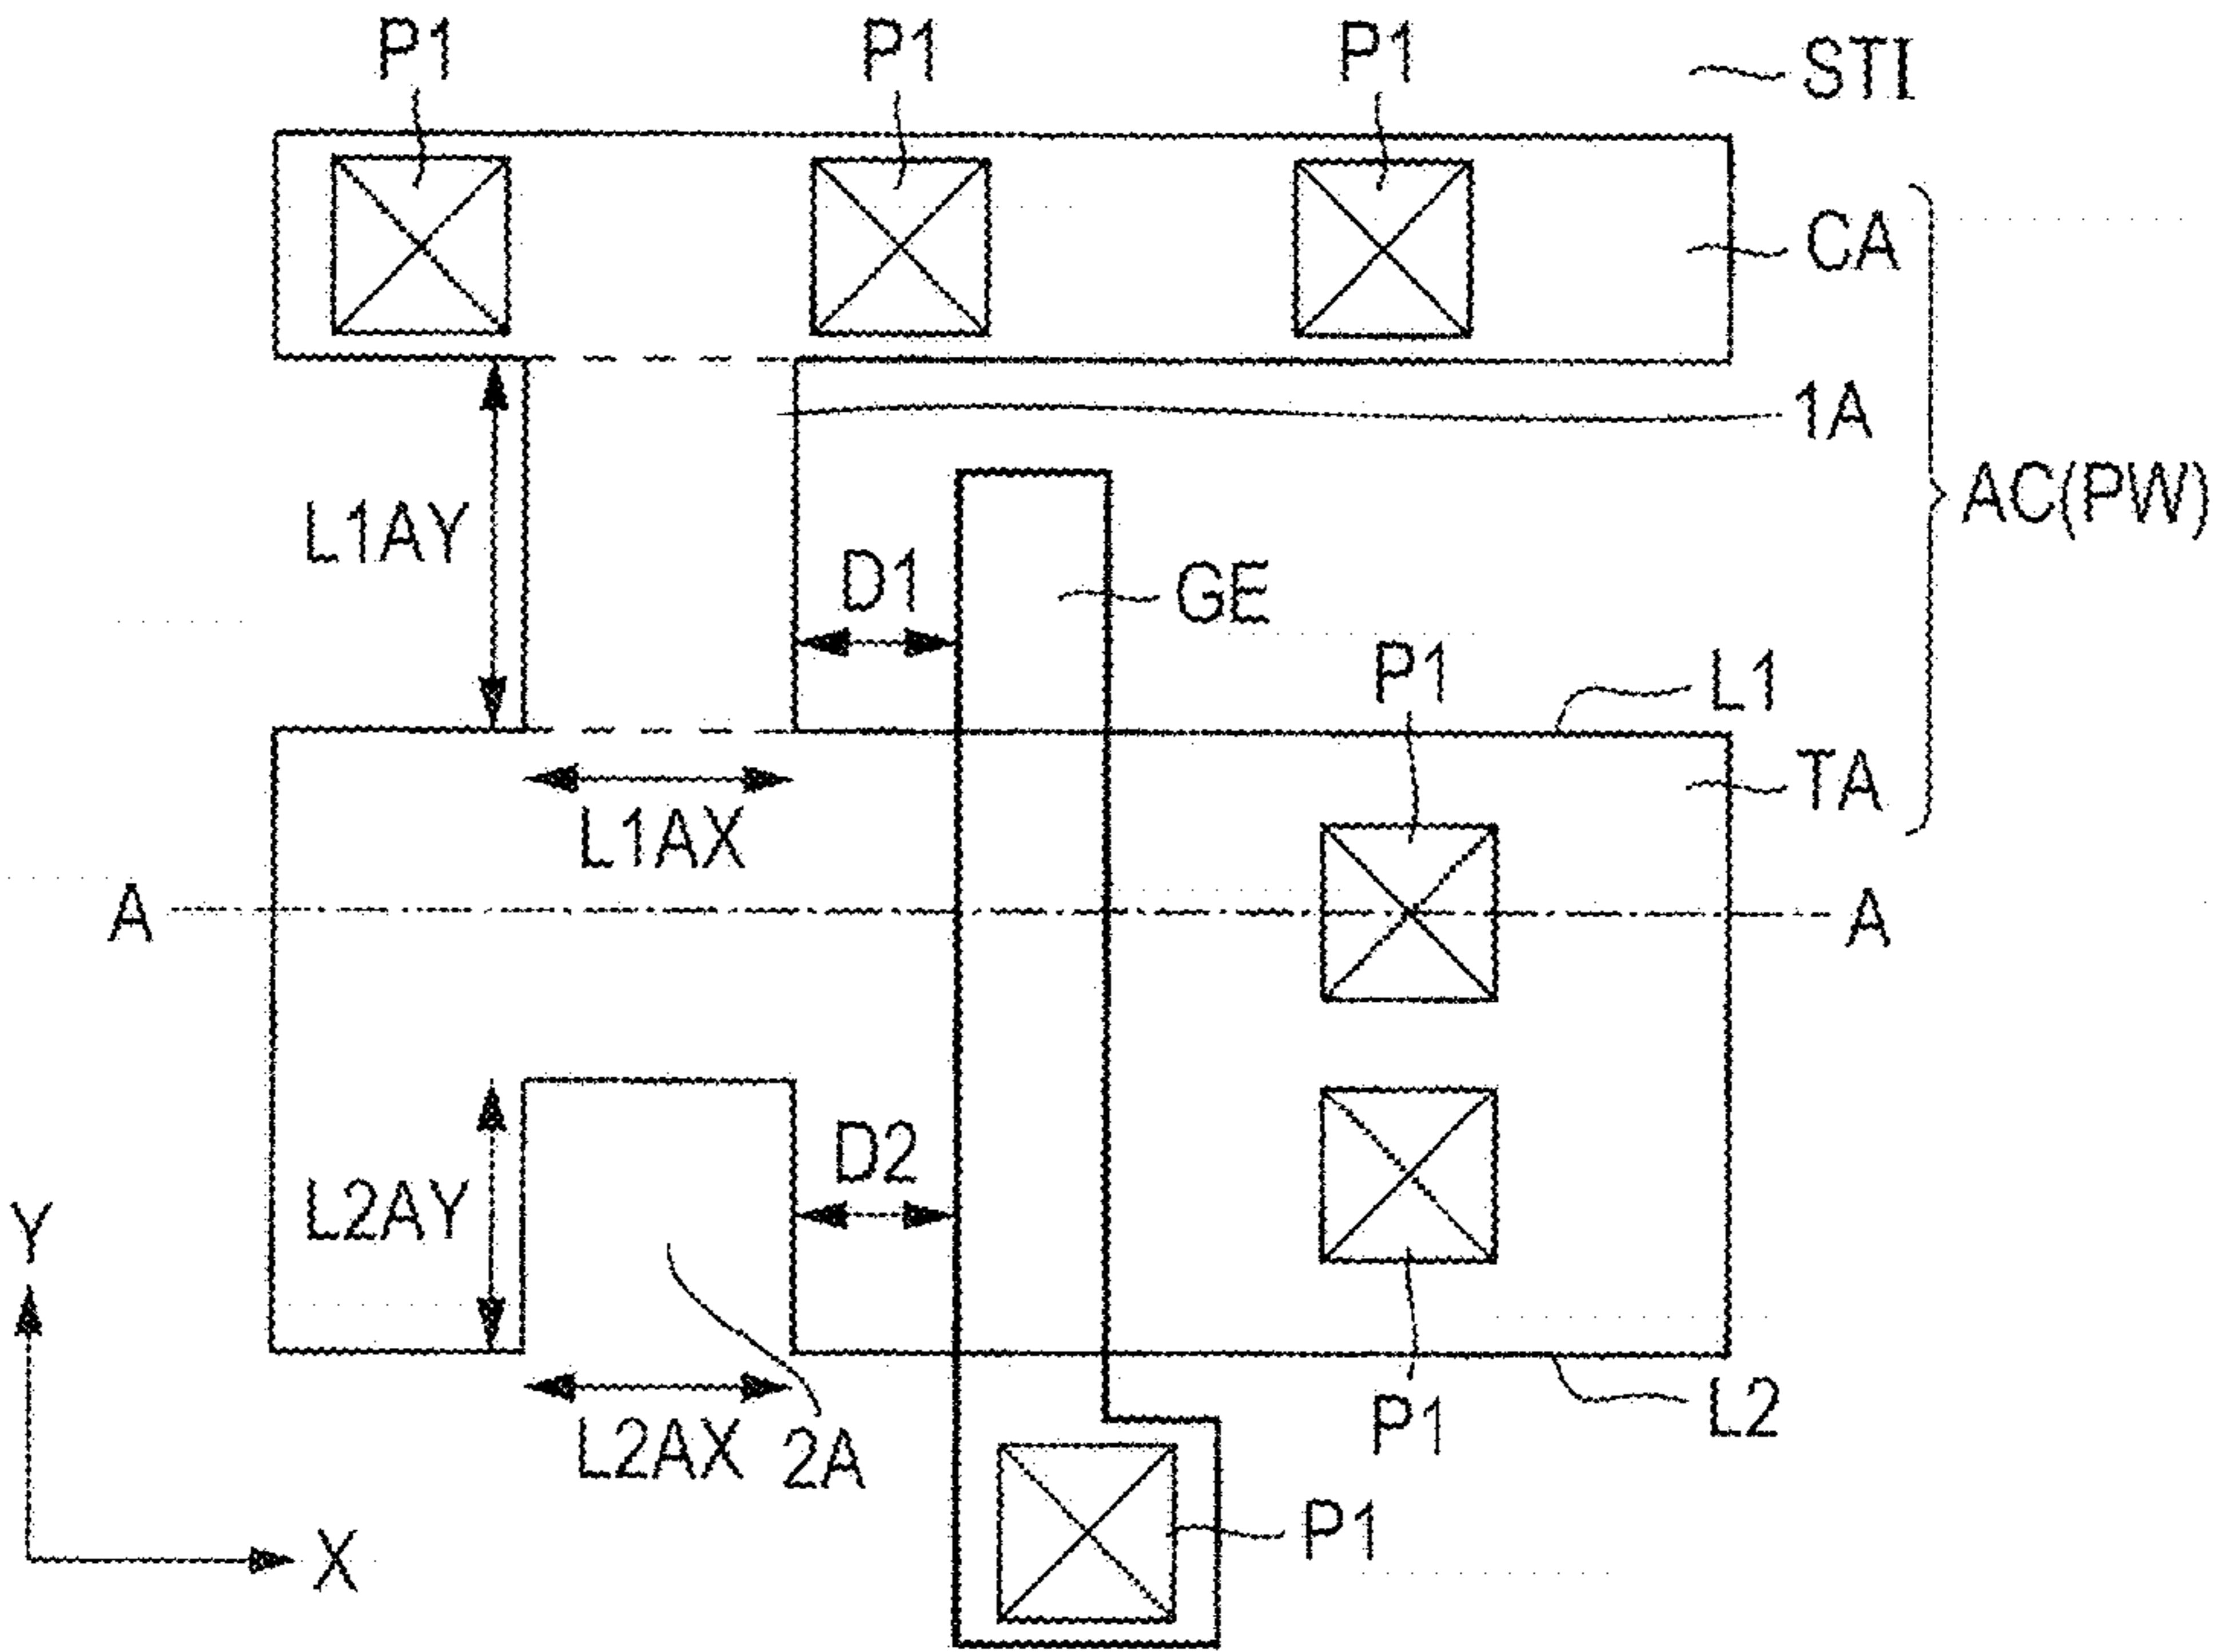 P1
P1
P1
STI
CA
1A
AC(PW)
L1AY
D1
GE
P1
L1
TA
L1AX
A
A
D2
L2AY
Y
L2
P1
L2AX
2A
P1
X